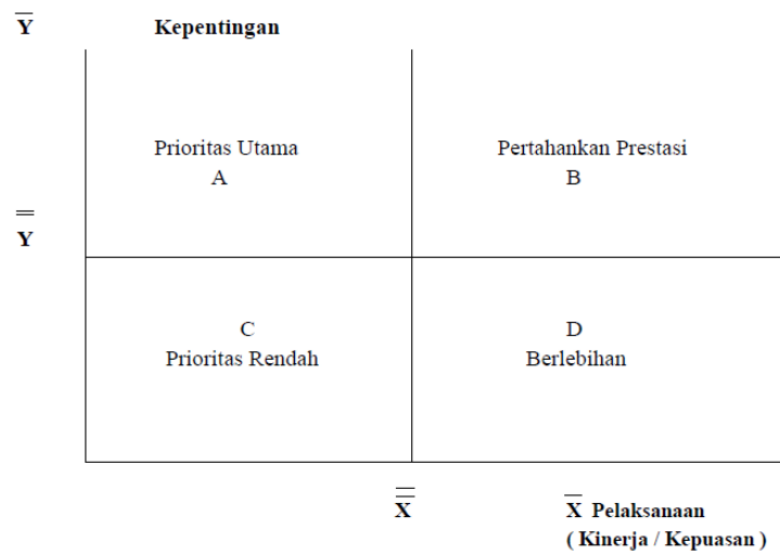 Y̅ Kepentingan
Prioritas Utama
A
Pertahankan Prestasi
B
Y̿
C
Prioritas Rendah
D
Berlebihan
X̿
X̅ Pelaksanaan
( Kinerja / Kepuasan )